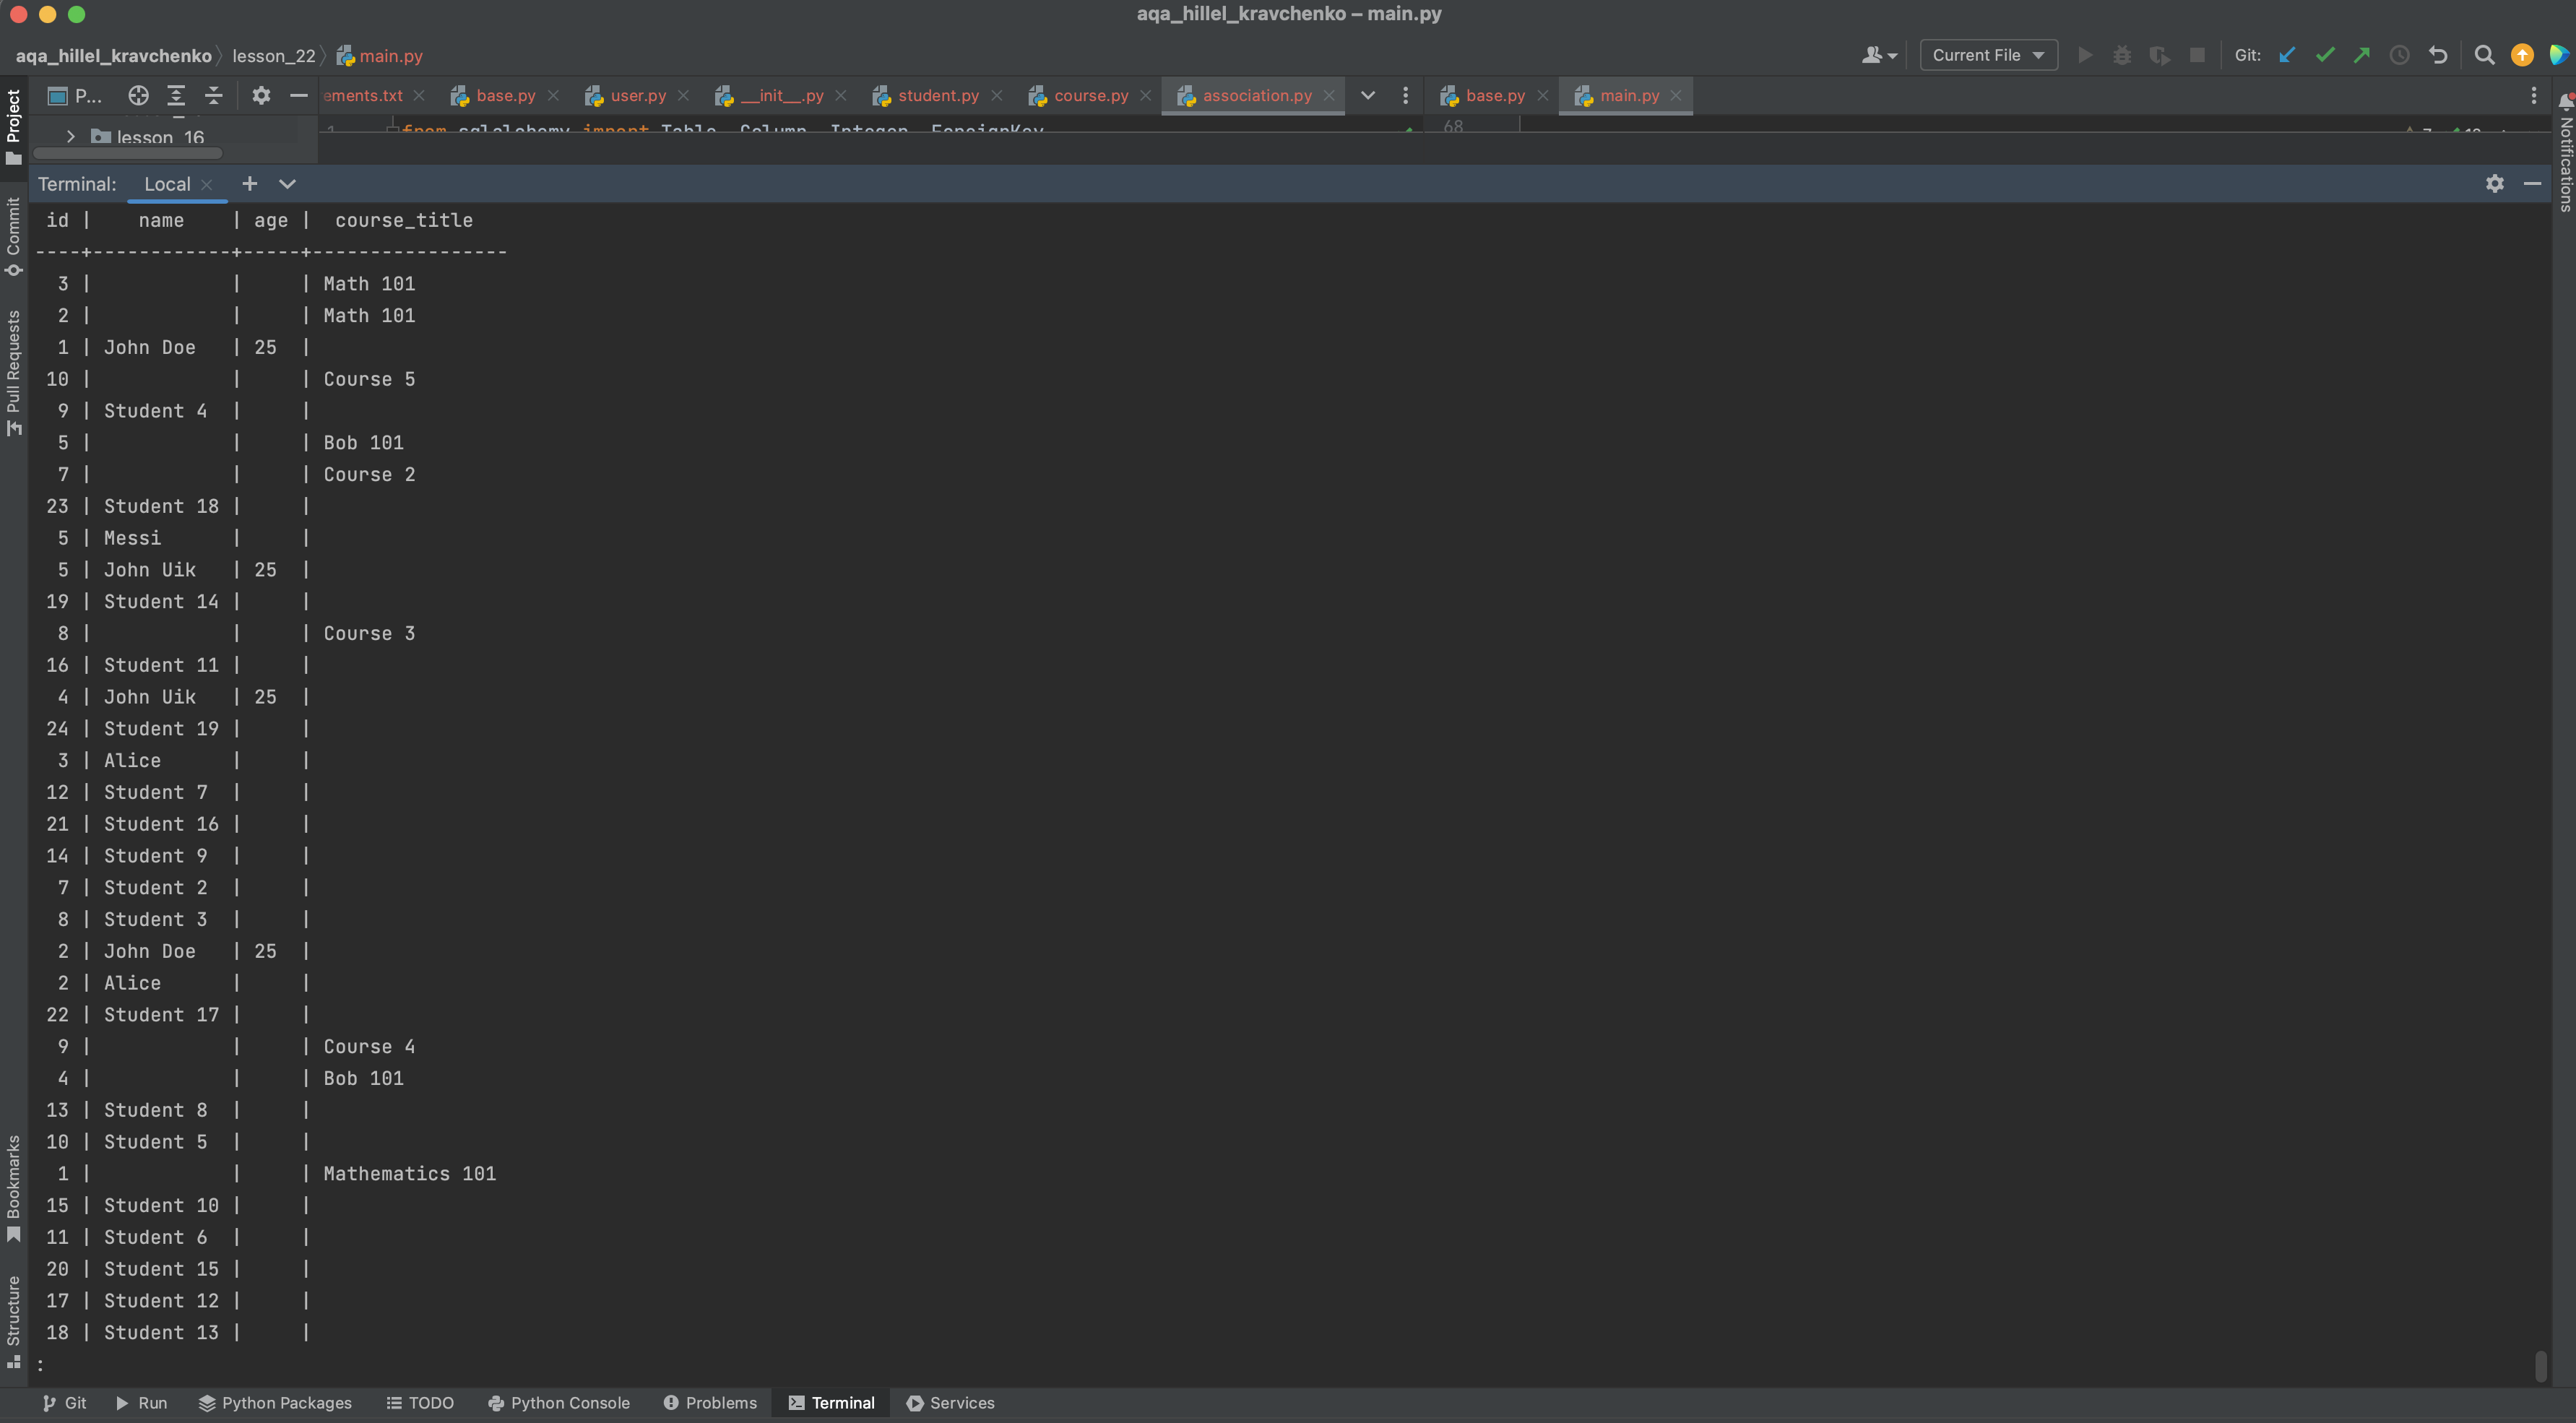 aqa_hillel_kravchenko – main.py
aqa_hillel_kravchenko lesson_22 main.py
Current File Git:
P... ements.txt base.py user.py __init__.py student.py course.py association.py base.py main.py
lesson_16 1 from sqlalchemy import Table, Column, Integer, ForeignKey 68
Project
Commit
Pull Requests
Bookmarks
Structure
Notifications
Terminal: Local
id | name | age | course_title
----+------------+-----+-----------------
3 | | | Math 101
2 | | | Math 101
1 | John Doe | 25 |
10 | | | Course 5
9 | Student 4 | |
5 | | | Bob 101
7 | | | Course 2
23 | Student 18 | |
5 | Messi | |
5 | John Uik | 25 |
19 | Student 14 | |
8 | | | Course 3
16 | Student 11 | |
4 | John Uik | 25 |
24 | Student 19 | |
3 | Alice | |
12 | Student 7 | |
21 | Student 16 | |
14 | Student 9 | |
7 | Student 2 | |
8 | Student 3 | |
2 | John Doe | 25 |
2 | Alice | |
22 | Student 17 | |
9 | | | Course 4
4 | | | Bob 101
13 | Student 8 | |
10 | Student 5 | |
1 | | | Mathematics 101
15 | Student 10 | |
11 | Student 6 | |
20 | Student 15 | |
17 | Student 12 | |
18 | Student 13 | |
:
Git Run Python Packages TODO Python Console Problems Terminal Services